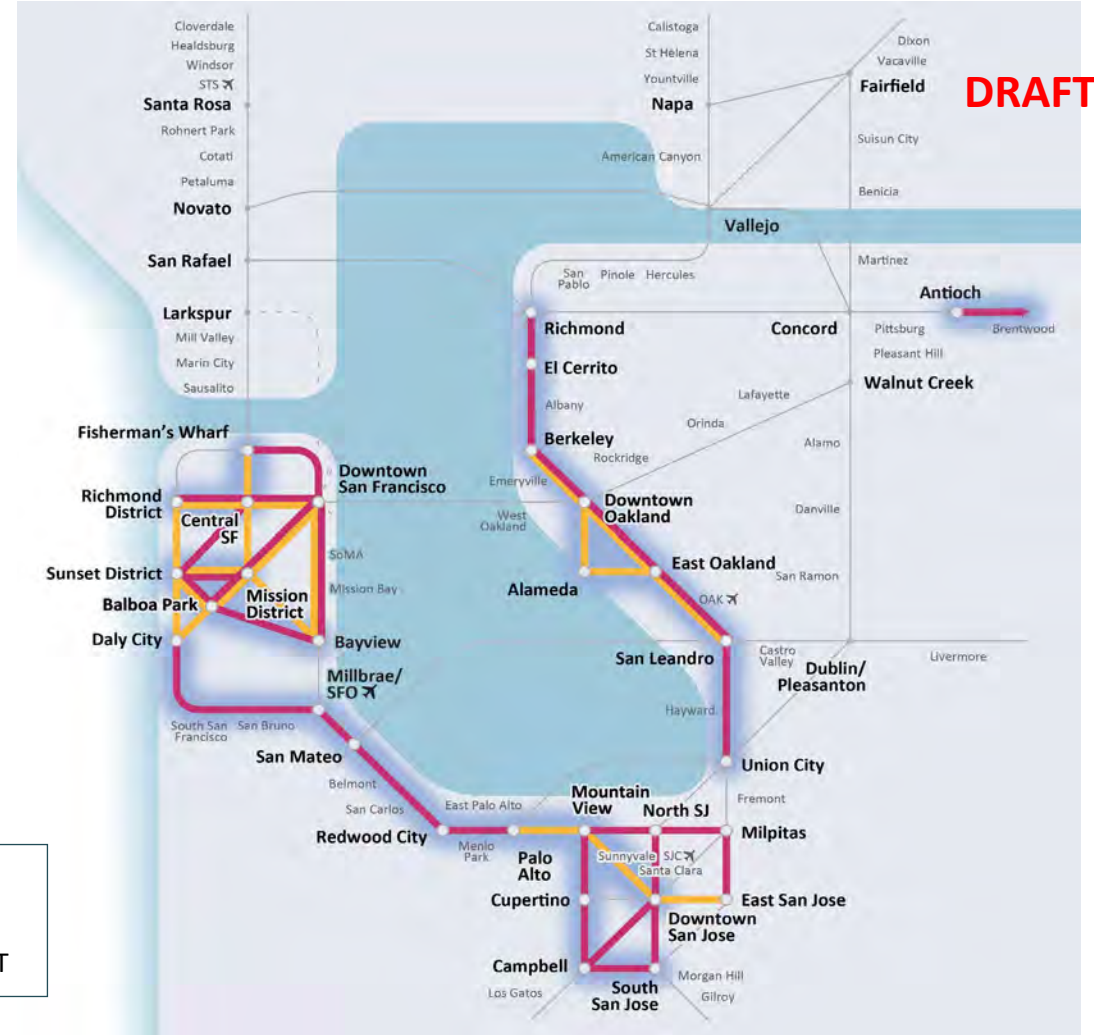 Cloverdale
Healdsburg
Windsor
STS
Santa Rosa
Rohnert Park
Cotati
Petaluma
Novato
San Rafael
Larkspur
Mill Valley
Marin City
Sausalito
Calistoga
St Helena
Yountville
Napa
American Canyon
Dixon
Vacaville
Fairfield
DRAFT
Suisun City
Benicia
Vallejo
Martinez
San
Pablo
Pinole
Hercules
Antioch
Richmond
Concord
Pittsburg
Brentwood
Pleasant Hill
El Cerrito
Walnut Creek
Albany
Lafayette
Orinda
Berkeley
Rockridge
Alamo
Emeryville
Downtown
Oakland
West
Oakland
Danville
East Oakland
San Ramon
Alameda
OAK
San Leandro
Castro
Valley
Dublin/
Pleasanton
Livermore
Hayward
Union City
Fremont
Fisherman's Wharf
Downtown
San Francisco
Richmond
District
Central
SF
SoMA
Sunset District
Mission Bay
Balboa Park
Mission
District
Daly City
Bayview
Millbrae/
SFO
South San
Francisco
San Bruno
San Mateo
Belmont
San Carlos
East Palo Alto
Redwood City
Menlo
Park
Palo
Alto
Mountain
View
North SJ
Milpitas
Sunnyvale
SJC
Santa Clara
Cupertino
East San Jose
Downtown
San Jose
Campbell
Los Gatos
South
San Jose
Morgan Hill
Gilroy
T